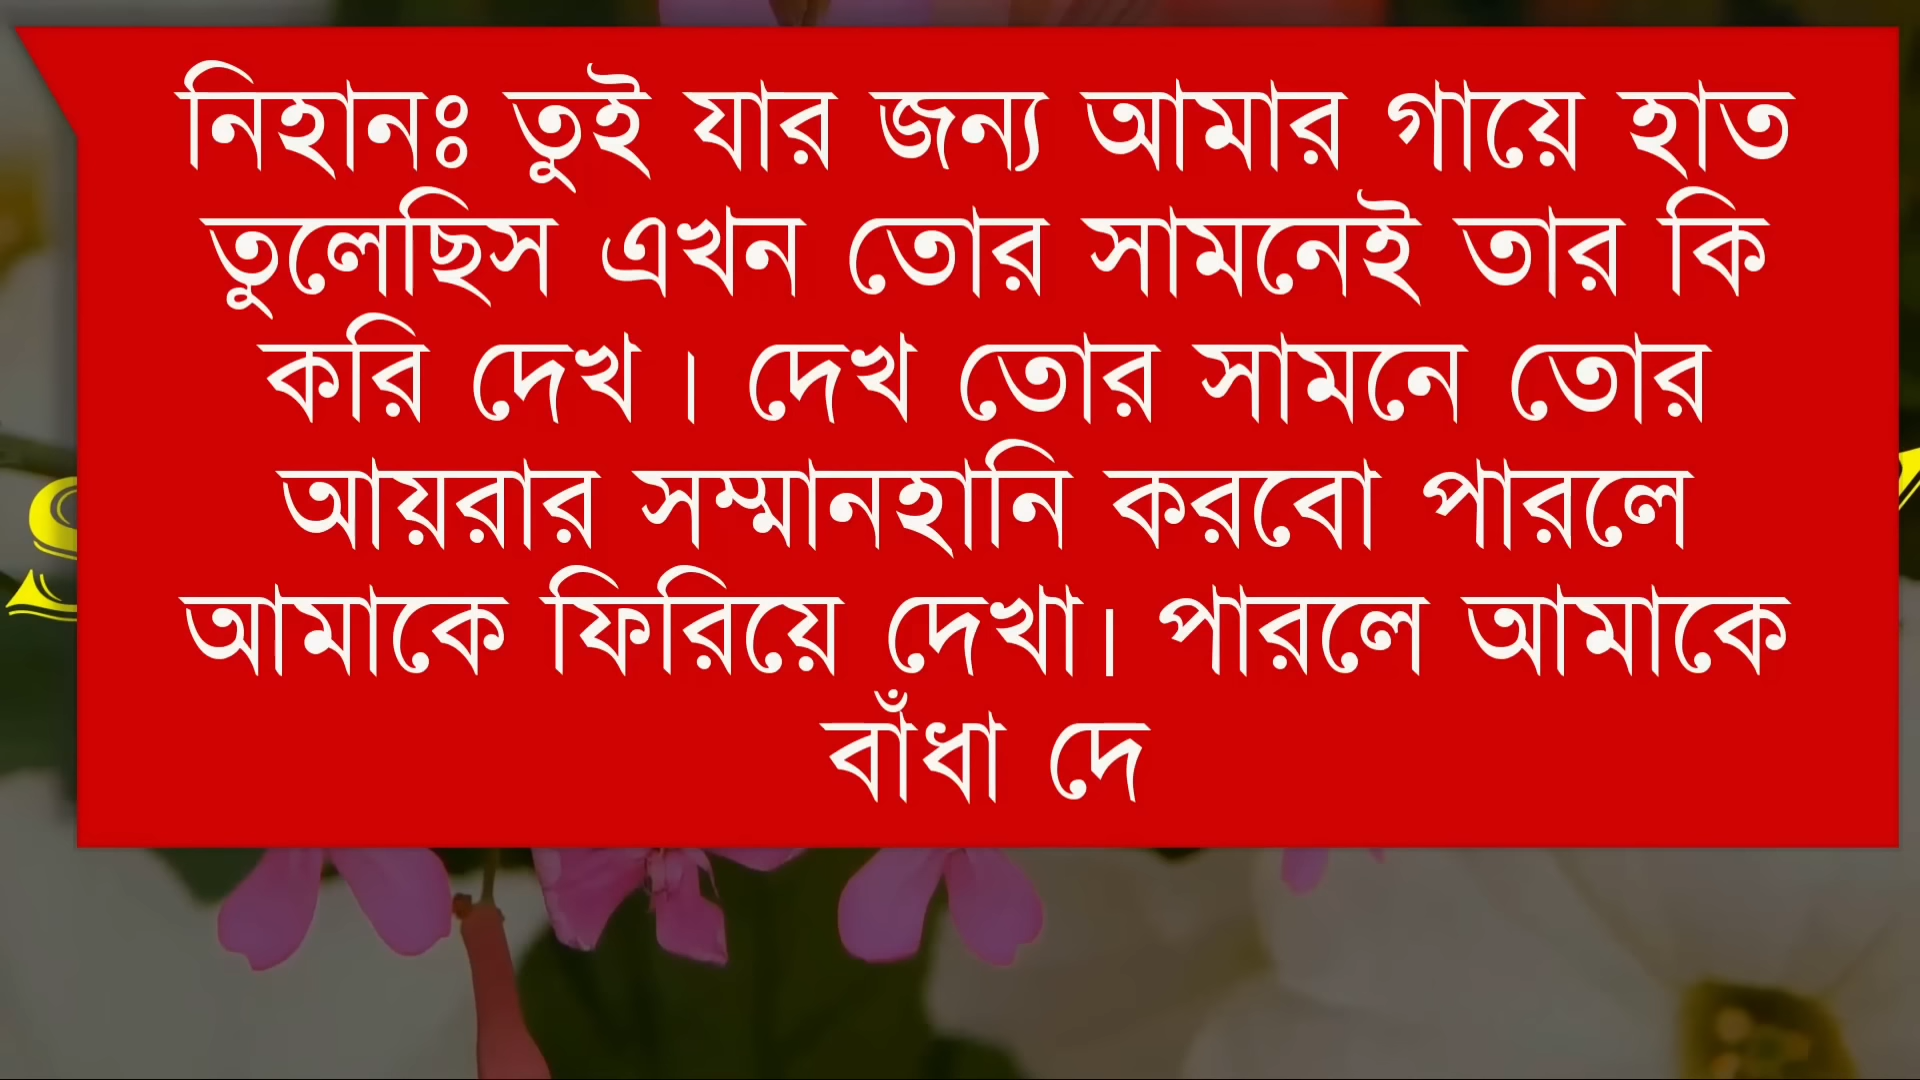 নিহানঃ তুই যার জন্য আমার গায়ে হাত
তুলেছিস এখন তোর সামনেই তার কি
করি দেখ । দেখ তোর সামনে তোর
আয়রার সম্মানহানি করবো পারলে
আমাকে ফিরিয়ে দেখা। পারলে আমাকে
বাঁধা দে